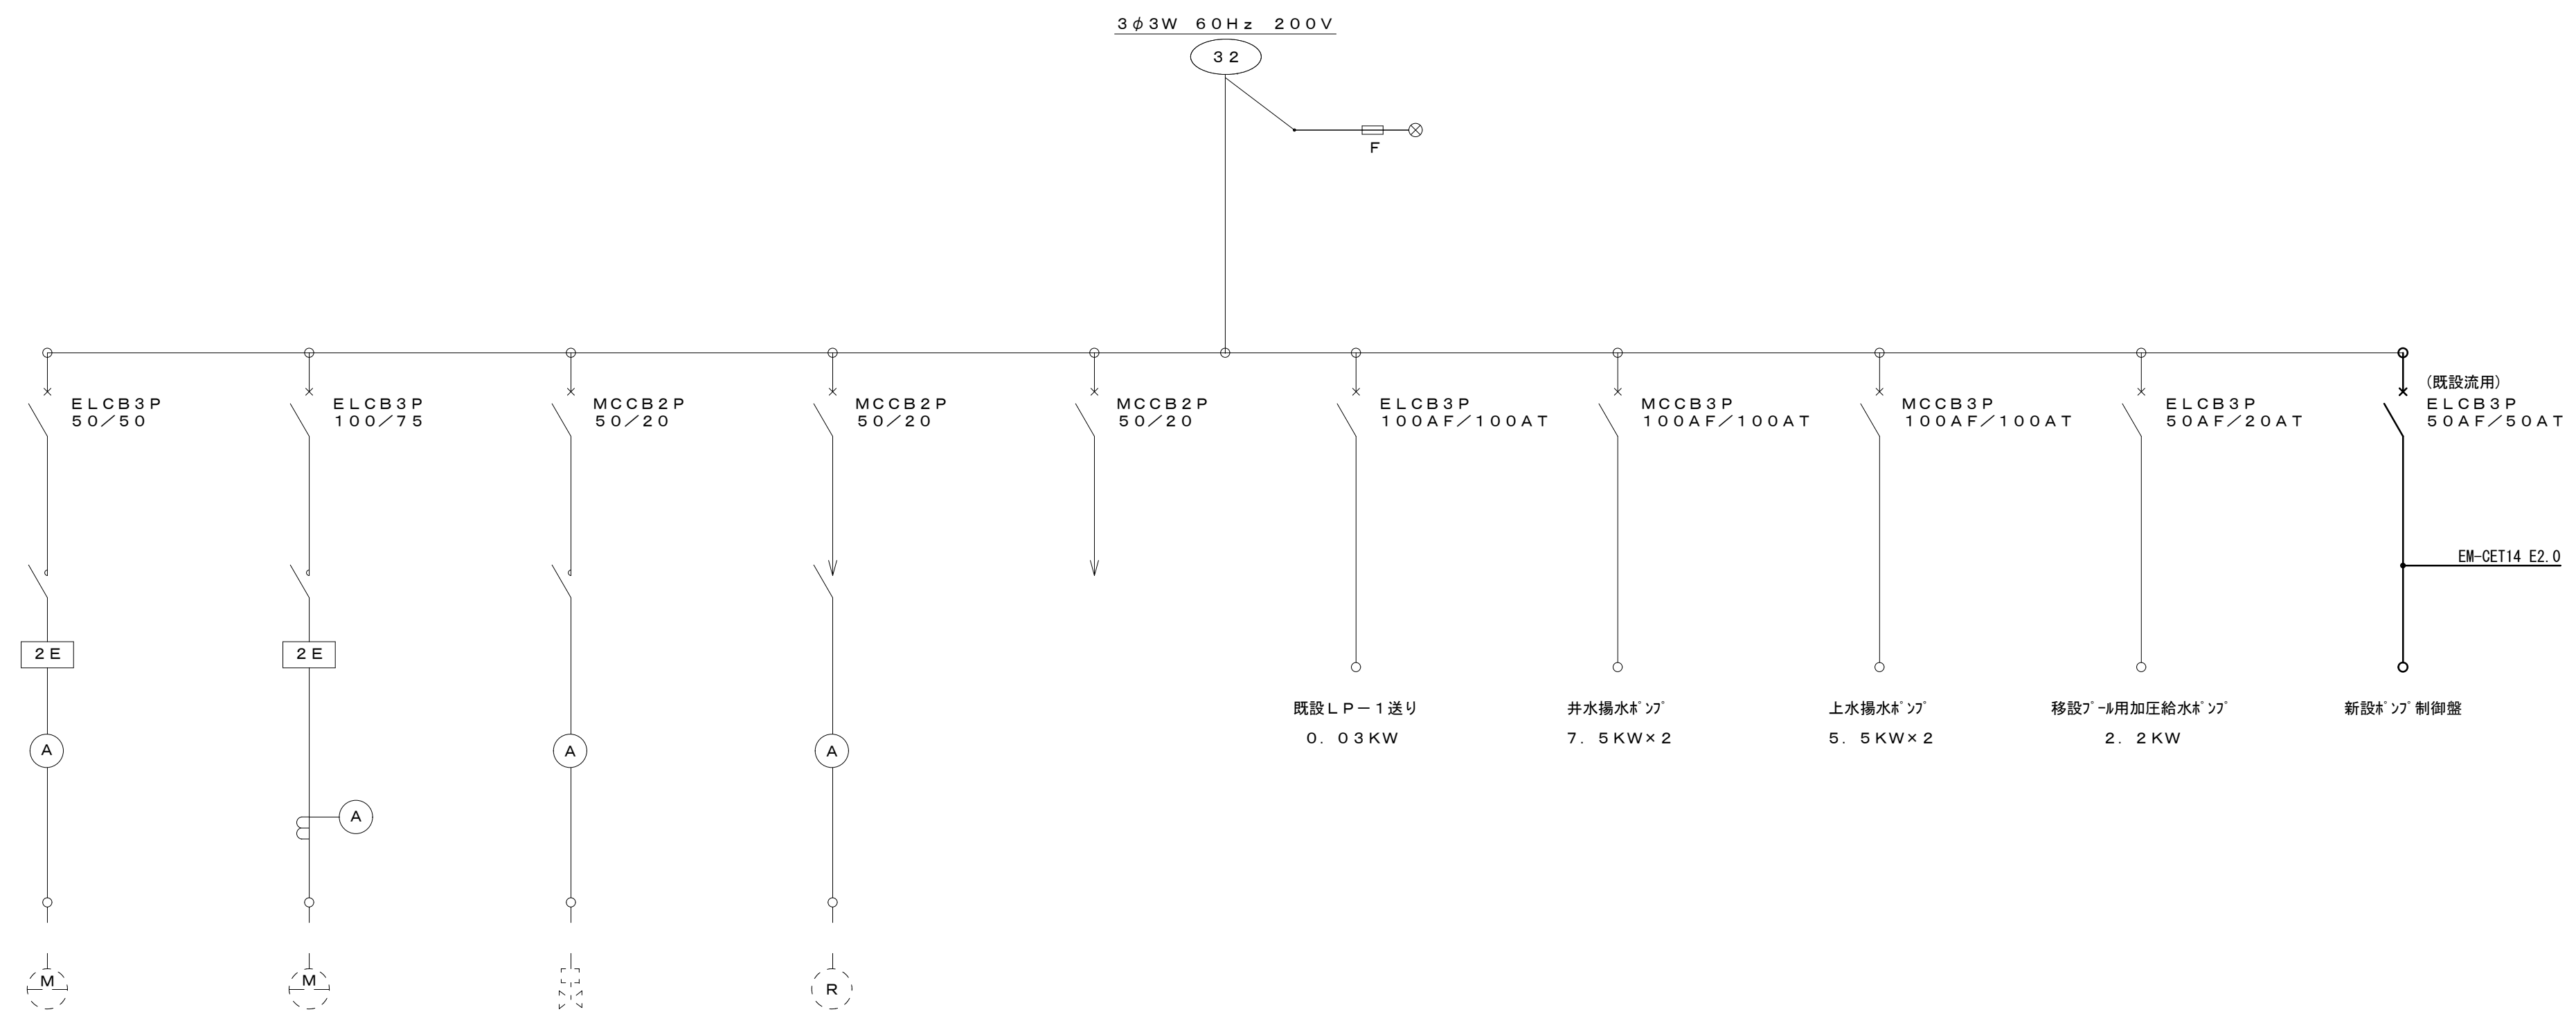 ３φ３Ｗ　６０Ｈｚ　２００Ｖ
３２
Ｆ
ＥＬＣＢ３Ｐ
５０／５０
ＥＬＣＢ３Ｐ
１００／７５
ＭＣＣＢ２Ｐ
５０／２０
ＭＣＣＢ２Ｐ
５０／２０
ＭＣＣＢ２Ｐ
５０／２０
ＥＬＣＢ３Ｐ
１００ＡＦ／１００ＡＴ
ＭＣＣＢ３Ｐ
１００ＡＦ／１００ＡＴ
ＭＣＣＢ３Ｐ
１００ＡＦ／１００ＡＴ
ＥＬＣＢ３Ｐ
５０ＡＦ／２０ＡＴ
(既設流用)
ＥＬＣＢ３Ｐ
５０ＡＦ／５０ＡＴ
EM-CET14 E2.0
２Ｅ
２Ｅ
既設ＬＰ－１送り
０．０３ＫＷ
井水揚水ﾎﾟﾝﾌﾟ
７．５ＫＷ×２
上水揚水ﾎﾟﾝﾌﾟ
５．５ＫＷ×２
移設ﾌﾟｰﾙ用加圧給水ﾎﾟﾝﾌﾟ
２．２ＫＷ
新設ﾎﾟﾝﾌﾟ制御盤
Ａ
Ａ
Ａ
Ａ
Ｍ
Ｍ
Ｒ